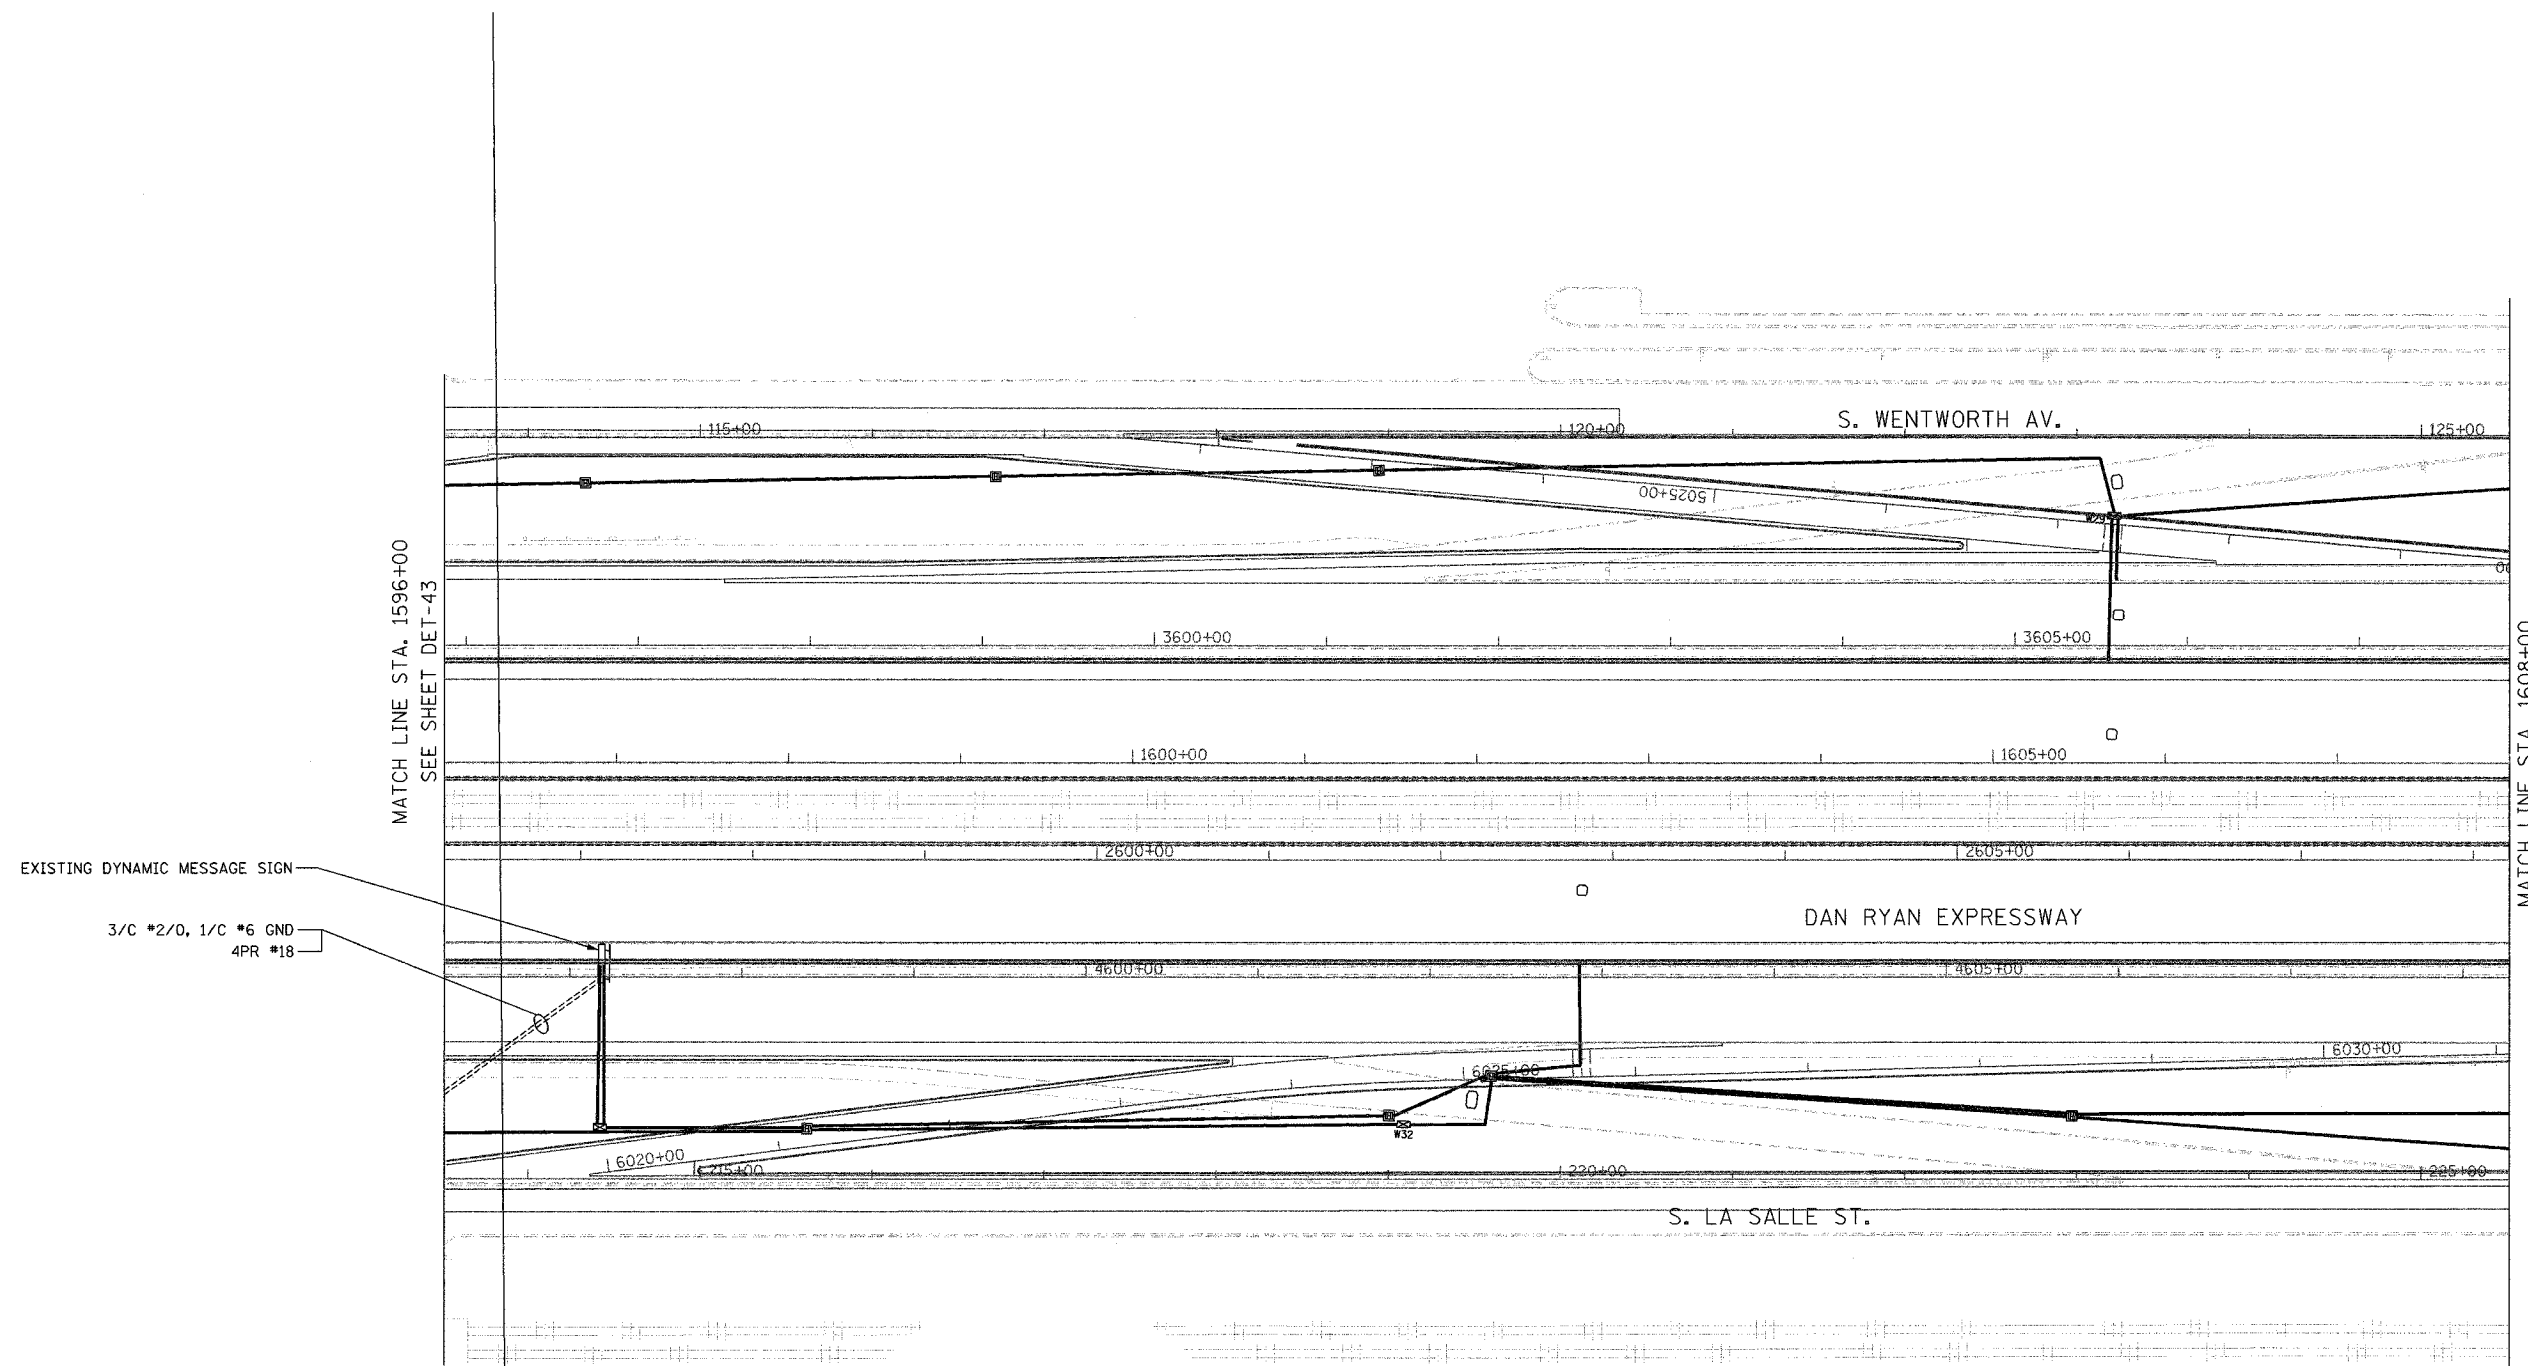 S. WENTWORTH AV.
115+00
120+00
125+00
5025+00
MATCH LINE STA. 1596+00
SEE SHEET DET-43
3600+00
3605+00
MATCH LINE STA. 1608+00
1600+00
1605+00
2600+00
2605+00
EXISTING DYNAMIC MESSAGE SIGN
DAN RYAN EXPRESSWAY
3/C #2/0, 1/C #6 GND
4PR #18
4600+00
4605+00
6030+00
6025+00
W32
6020+00
215+00
220+00
225+00
S. LA SALLE ST.